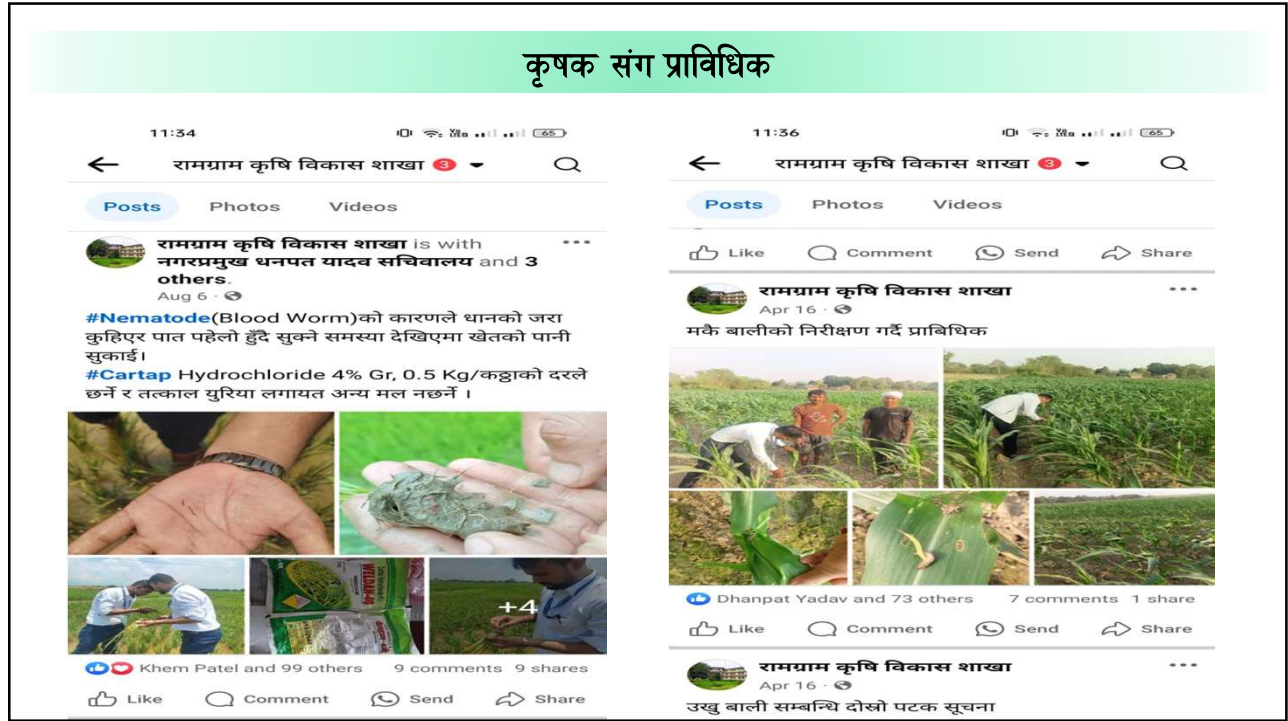 कृषक संग प्राविधिक
11:34
65
रामग्राम कृषि विकास शाखा 3
Posts Photos Videos
रामग्राम कृषि विकास शाखा is with
नगरप्रमुख धनपत यादव सचिवालय and 3
others.
Aug 6
#Nematode(Blood Worm)को कारणले धानको जरा
कुहिएर पात पहेलो हुँदै सुक्ने समस्या देखिएमा खेतको पानी
सुकाई।
#Cartap Hydrochloride 4% Gr, 0.5 Kg/कठ्ठाको दरले
छर्ने र तत्काल युरिया लगायत अन्य मल नछर्ने ।
+4
Khem Patel and 99 others 9 comments 9 shares
Like Comment Send Share
11:36
65
रामग्राम कृषि विकास शाखा 3
Posts Photos Videos
Like Comment Send Share
रामग्राम कृषि विकास शाखा
Apr 16
मकै बालीको निरीक्षण गर्दै प्राबिधिक
Dhanpat Yadav and 73 others 7 comments 1 share
Like Comment Send Share
रामग्राम कृषि विकास शाखा
Apr 16
उखु बाली सम्बन्धि दोस्रो पटक सूचना